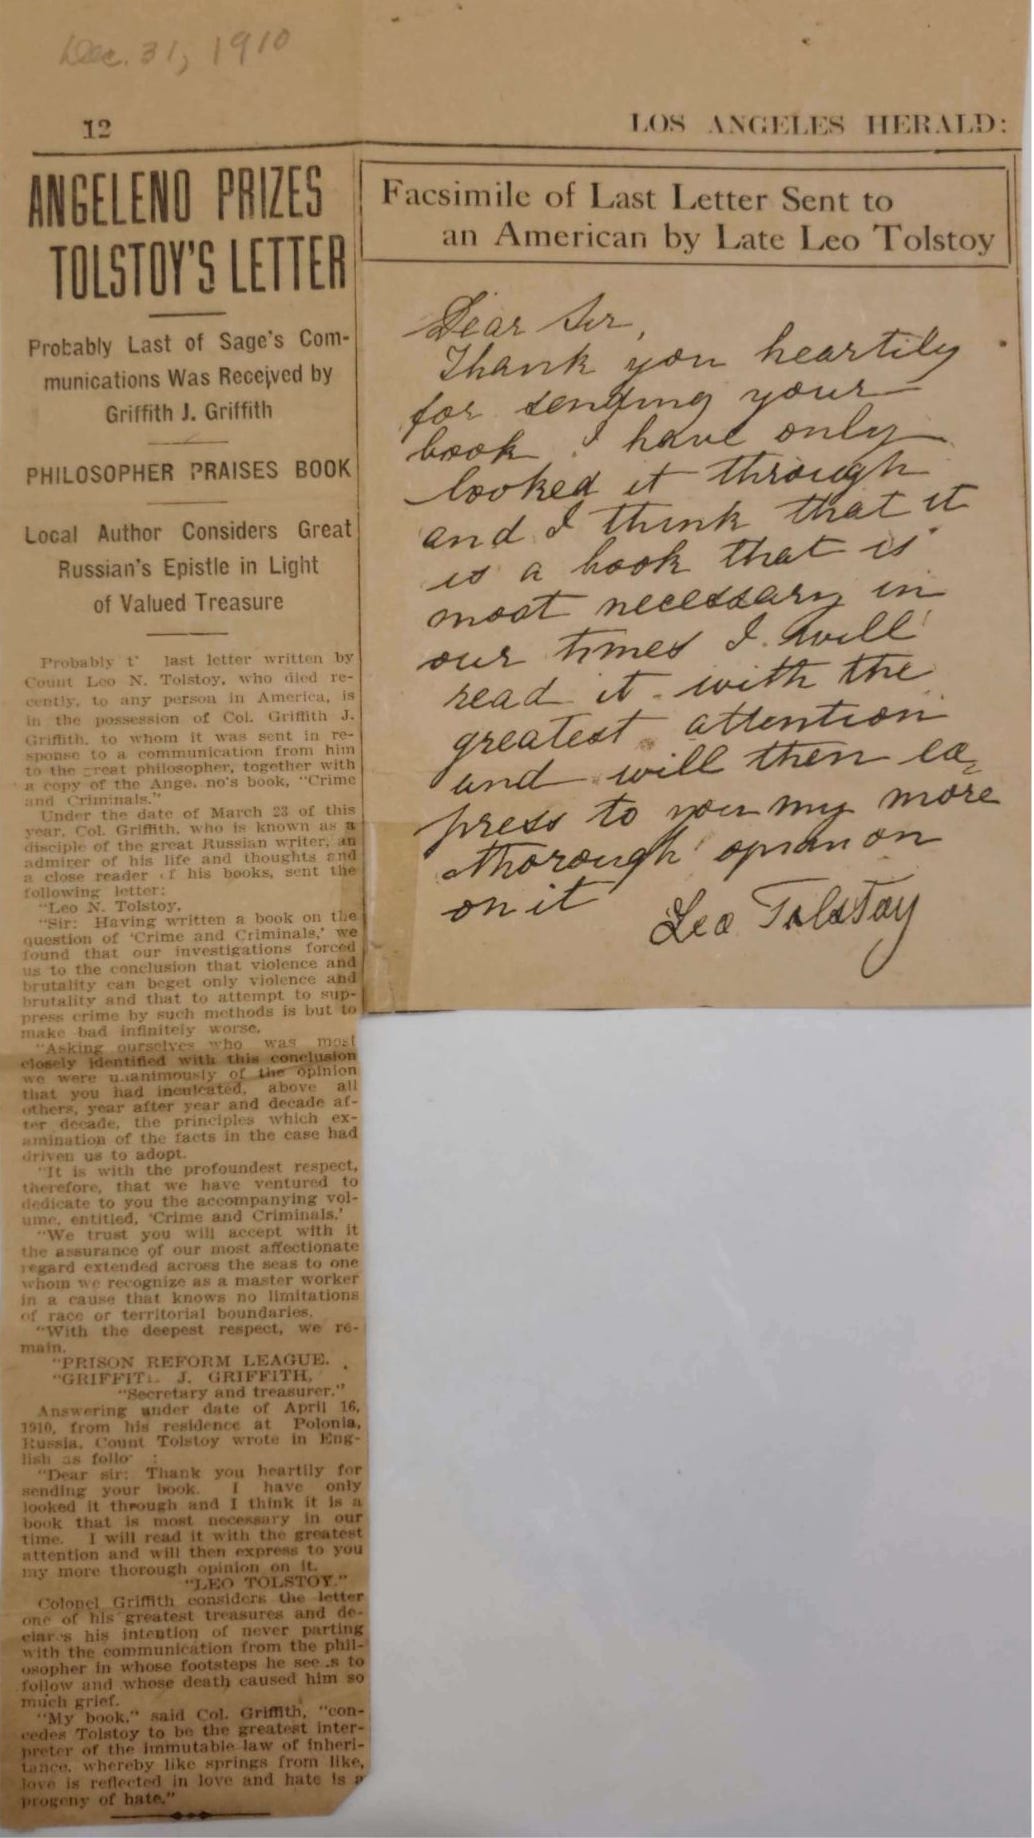 Dec. 31, 1910
12
LOS ANGELES HERALD:
ANGELENO PRIZES
TOLSTOY'S LETTER
Probably Last of Sage's Com-
munications Was Received by
Griffith J. Griffith
PHILOSOPHER PRAISES BOOK
Local Author Considers Great
Russian's Epistle in Light
of Valued Treasure
Probably t' last letter written by
Count Leo N. Tolstoy, who died re-
cently, to any person in America, is
in the possession of Col. Griffith J.
Griffith, to whom it was sent in re-
sponse to a communication from him
to the great philosopher, together with
a copy of the Ange. no's book, "Crime
and Criminals."
Under the date of March 23 of this
year, Col. Griffith, who is known as a
disciple of the great Russian writer, an
admirer of his life and thoughts and
a close reader of his books, sent the
following letter:
"Leo N. Tolstoy.
"Sir: Having written a book on the
question of 'Crime and Criminals,' we
found that our investigations forced
us to the conclusion that violence and
brutality can beget only violence and
brutality and that to attempt to sup-
press crime by such methods is but to
make bad infinitely worse.
"Asking ourselves who was most
closely identified with this conclusion
we were unanimously of the opinion
that you had inculcated, above all
others, year after year and decade af-
ter decade, the principles which ex-
amination of the facts in the case had
driven us to adopt.
"It is with the profoundest respect,
therefore, that we have ventured to
dedicate to you the accompanying vol-
ume, entitled, 'Crime and Criminals.'
"We trust you will accept with it
the assurance of our most affectionate
regard extended across the seas to one
whom we recognize as a master worker
in a cause that knows no limitations
of race or territorial boundaries.
"With the deepest respect, we re-
main,
"PRISON REFORM LEAGUE.
"GRIFFITH J. GRIFFITH,
"Secretary and treasurer."
Answering under date of April 16,
1910, from his residence at Polonia,
Russia, Count Tolstoy wrote in Eng-
lish as follo :
"Dear sir: Thank you heartily for
sending your book. I have only
looked it through and I think it is a
book that is most necessary in our
time. I will read it with the greatest
attention and will then express to you
my more thorough opinion on it.
"LEO TOLSTOY."
Colonel Griffith considers the letter
one of his greatest treasures and de-
clar s his intention of never parting
with the communication from the phil-
osopher in whose footsteps he see.s to
follow and whose death caused him so
much grief.
"My book," said Col. Griffith, "con-
cedes Tolstoy to be the greatest inter-
preter of the immutable law of inheri-
tance, whereby like springs from like,
love is reflected in love and hate is a
progeny of hate."
Facsimile of Last Letter Sent to
an American by Late Leo Tolstoy
Dear Sir,
Thank you heartily
for sending your
book. I have only
looked it through
and I think that it
is a book that is
most necessary in
our times I will
read it with the
greatest attention
and will then ex
press to you my more
thorough opinion on
on it
Leo Tolstoy